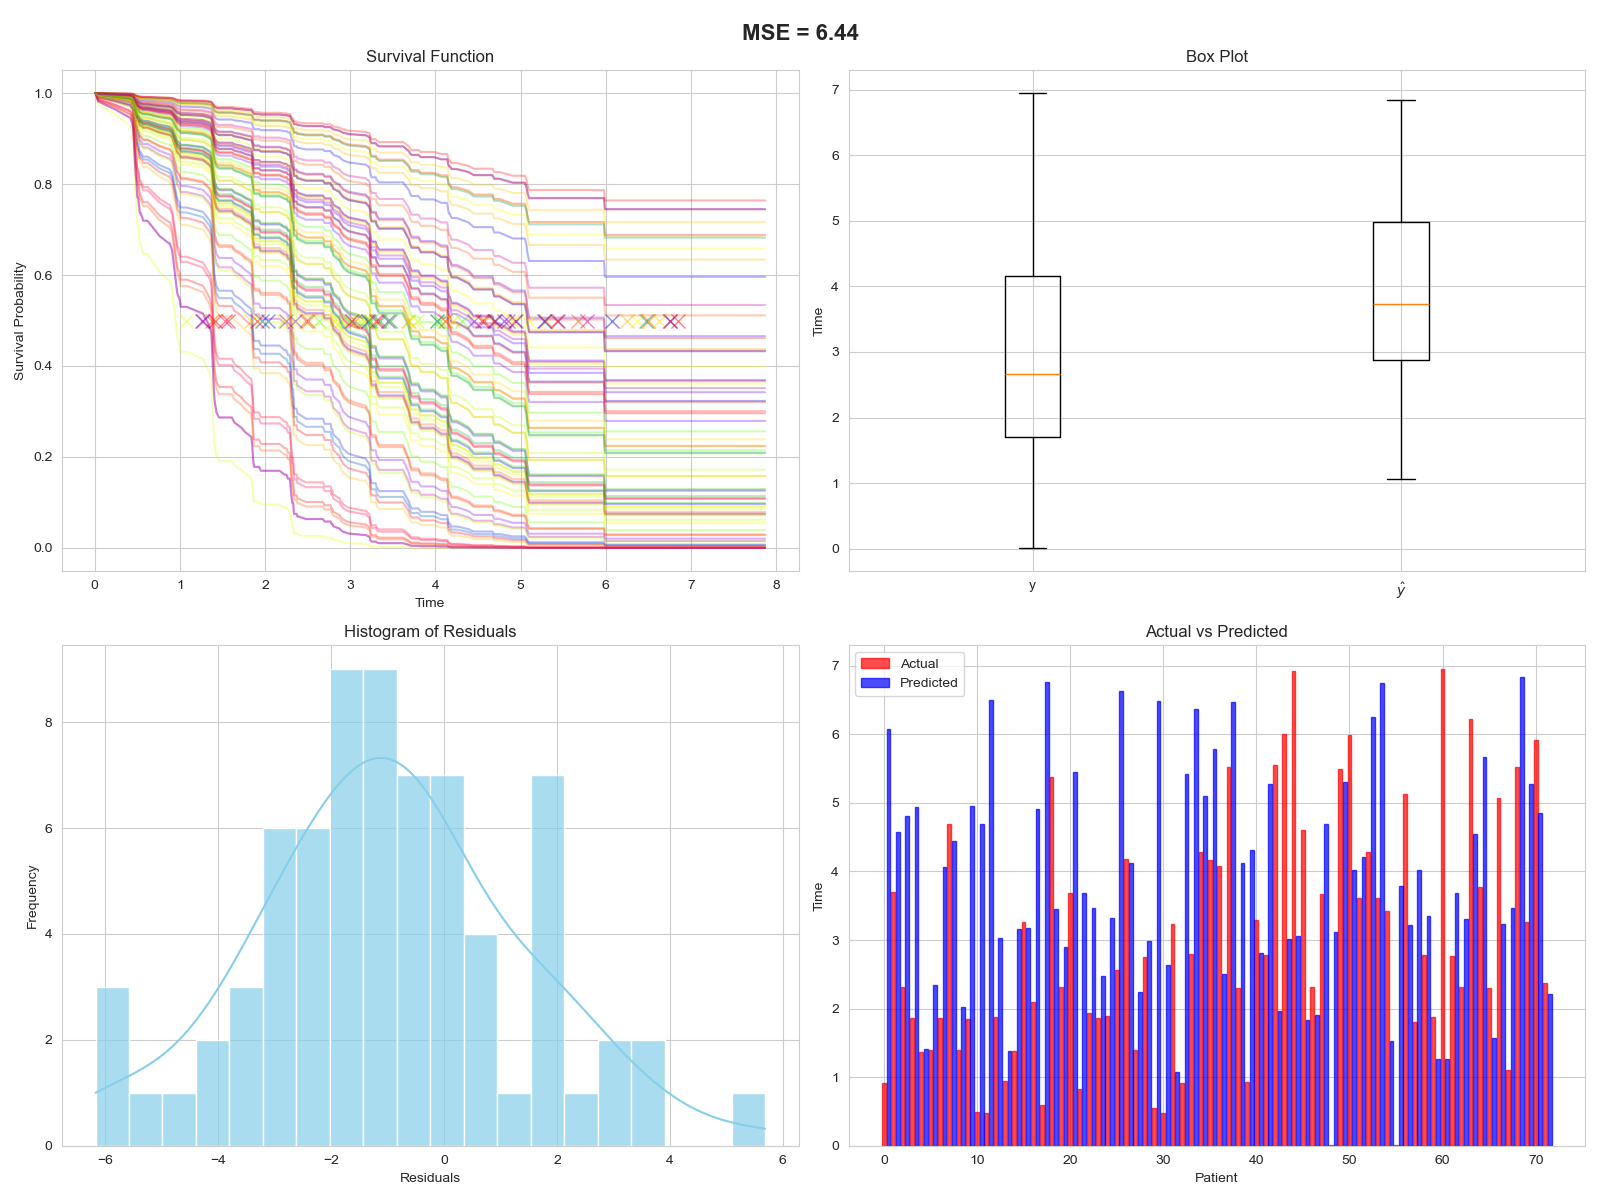 MSE = 6.44
Survival Function
Survival Probability
1.0
0.8
0.6
0.4
0.2
0.0
0 1 2 3 4 5 6 7 8
Time
Box Plot
Time
7
6
5
4
3
2
1
0
y ŷ
Histogram of Residuals
Frequency
8
6
4
2
0
−6 −4 −2 0 2 4 6
Residuals
Actual vs Predicted
Actual
Predicted
Time
7
6
5
4
3
2
1
0
0 10 20 30 40 50 60 70
Patient